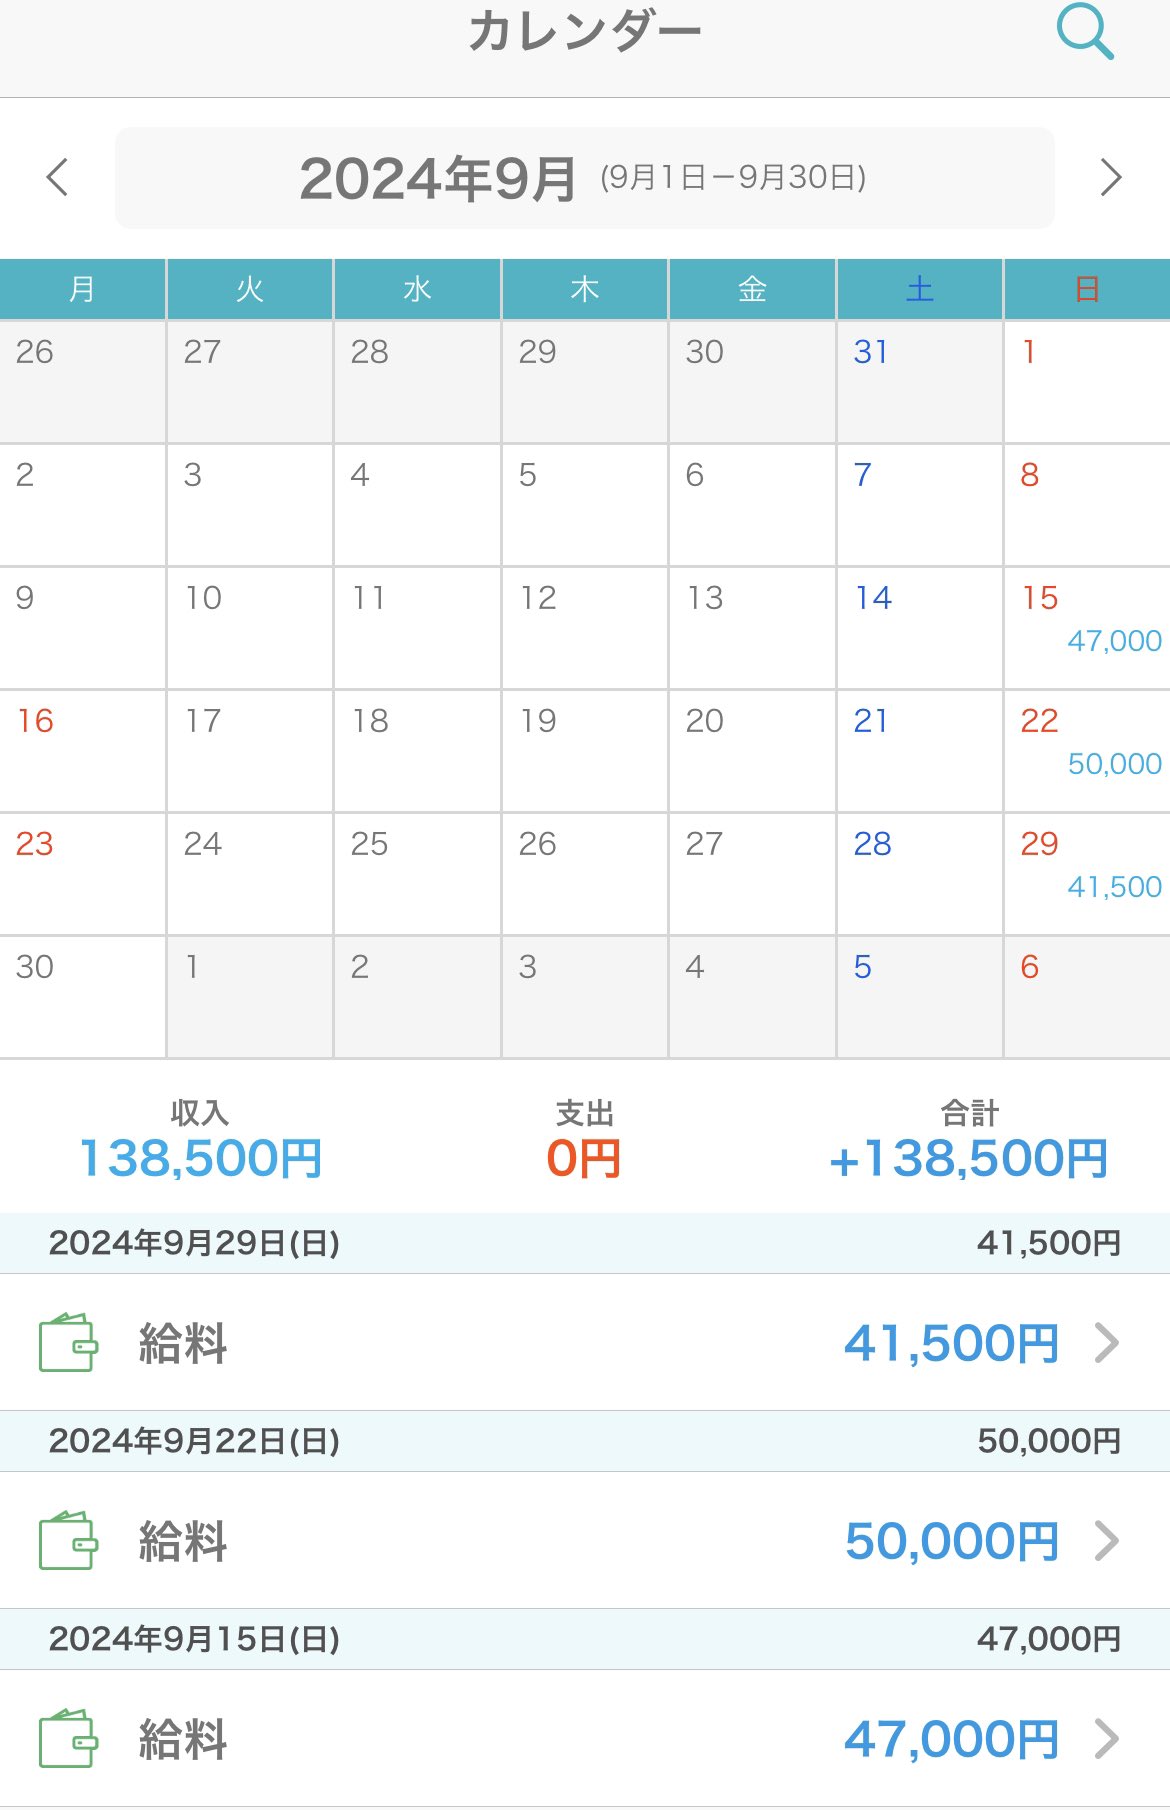 カレンダー
2024年9月 (9月1日－9月30日)
月 火 水 木 金 土 日
26 27 28 29 30 31 1
2 3 4 5 6 7 8
9 10 11 12 13 14 15
47,000
16 17 18 19 20 21 22
50,000
23 24 25 26 27 28 29
41,500
30 1 2 3 4 5 6
収入 支出 合計
138,500円 0円 +138,500円
2024年9月29日(日) 41,500円
給料 41,500円
2024年9月22日(日) 50,000円
給料 50,000円
2024年9月15日(日) 47,000円
給料 47,000円